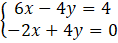 6x − 4y = 4
−2x + 4y = 0